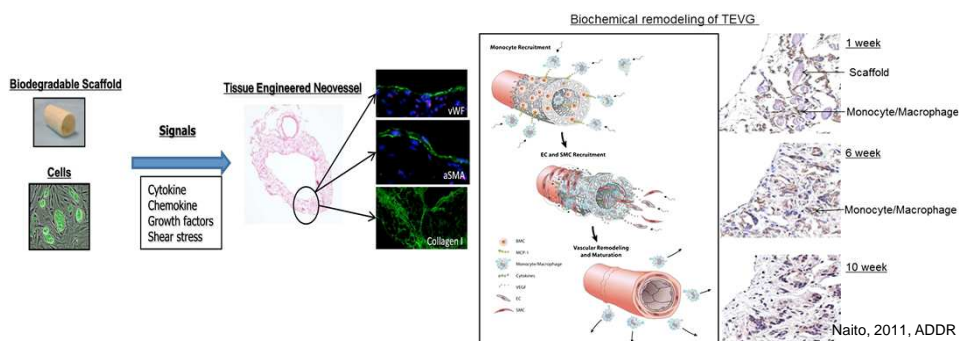 Biochemical remodeling of TEVG
Biodegradable Scaffold
Cells
Signals
Cytokine
Chemokine
Growth factors
Shear stress
Tissue Engineered Neovessel
vWF
aSMA
Collagen I
Monocyte Recruitment
EC and SMC Recruitment
Vascular Remodeling
and Maturation
BMC
MCP-1
Monocyte/Macrophage
Cytokines
VEGF
EC
SMC
1 week
Scaffold
Monocyte/Macrophage
6 week
Monocyte/Macrophage
10 week
Naito, 2011, ADDR